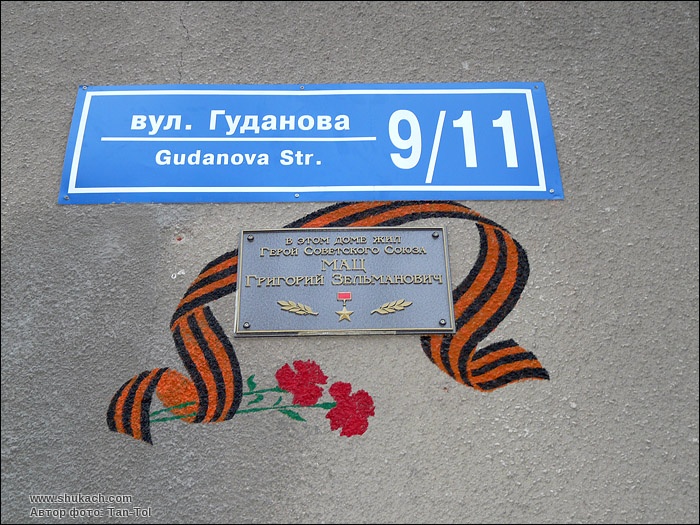 вул. Гуданова
Gudanova Str.
9/11
В ЭТОМ ДОМЕ ЖИЛ
ГЕРОЙ СОВЕТСКОГО СОЮЗА
МАЦ
ГРИГОРИЙ ЗЕЛЬМАНОВИЧ
www.shukach.com
Автор фото: Tan-Tol